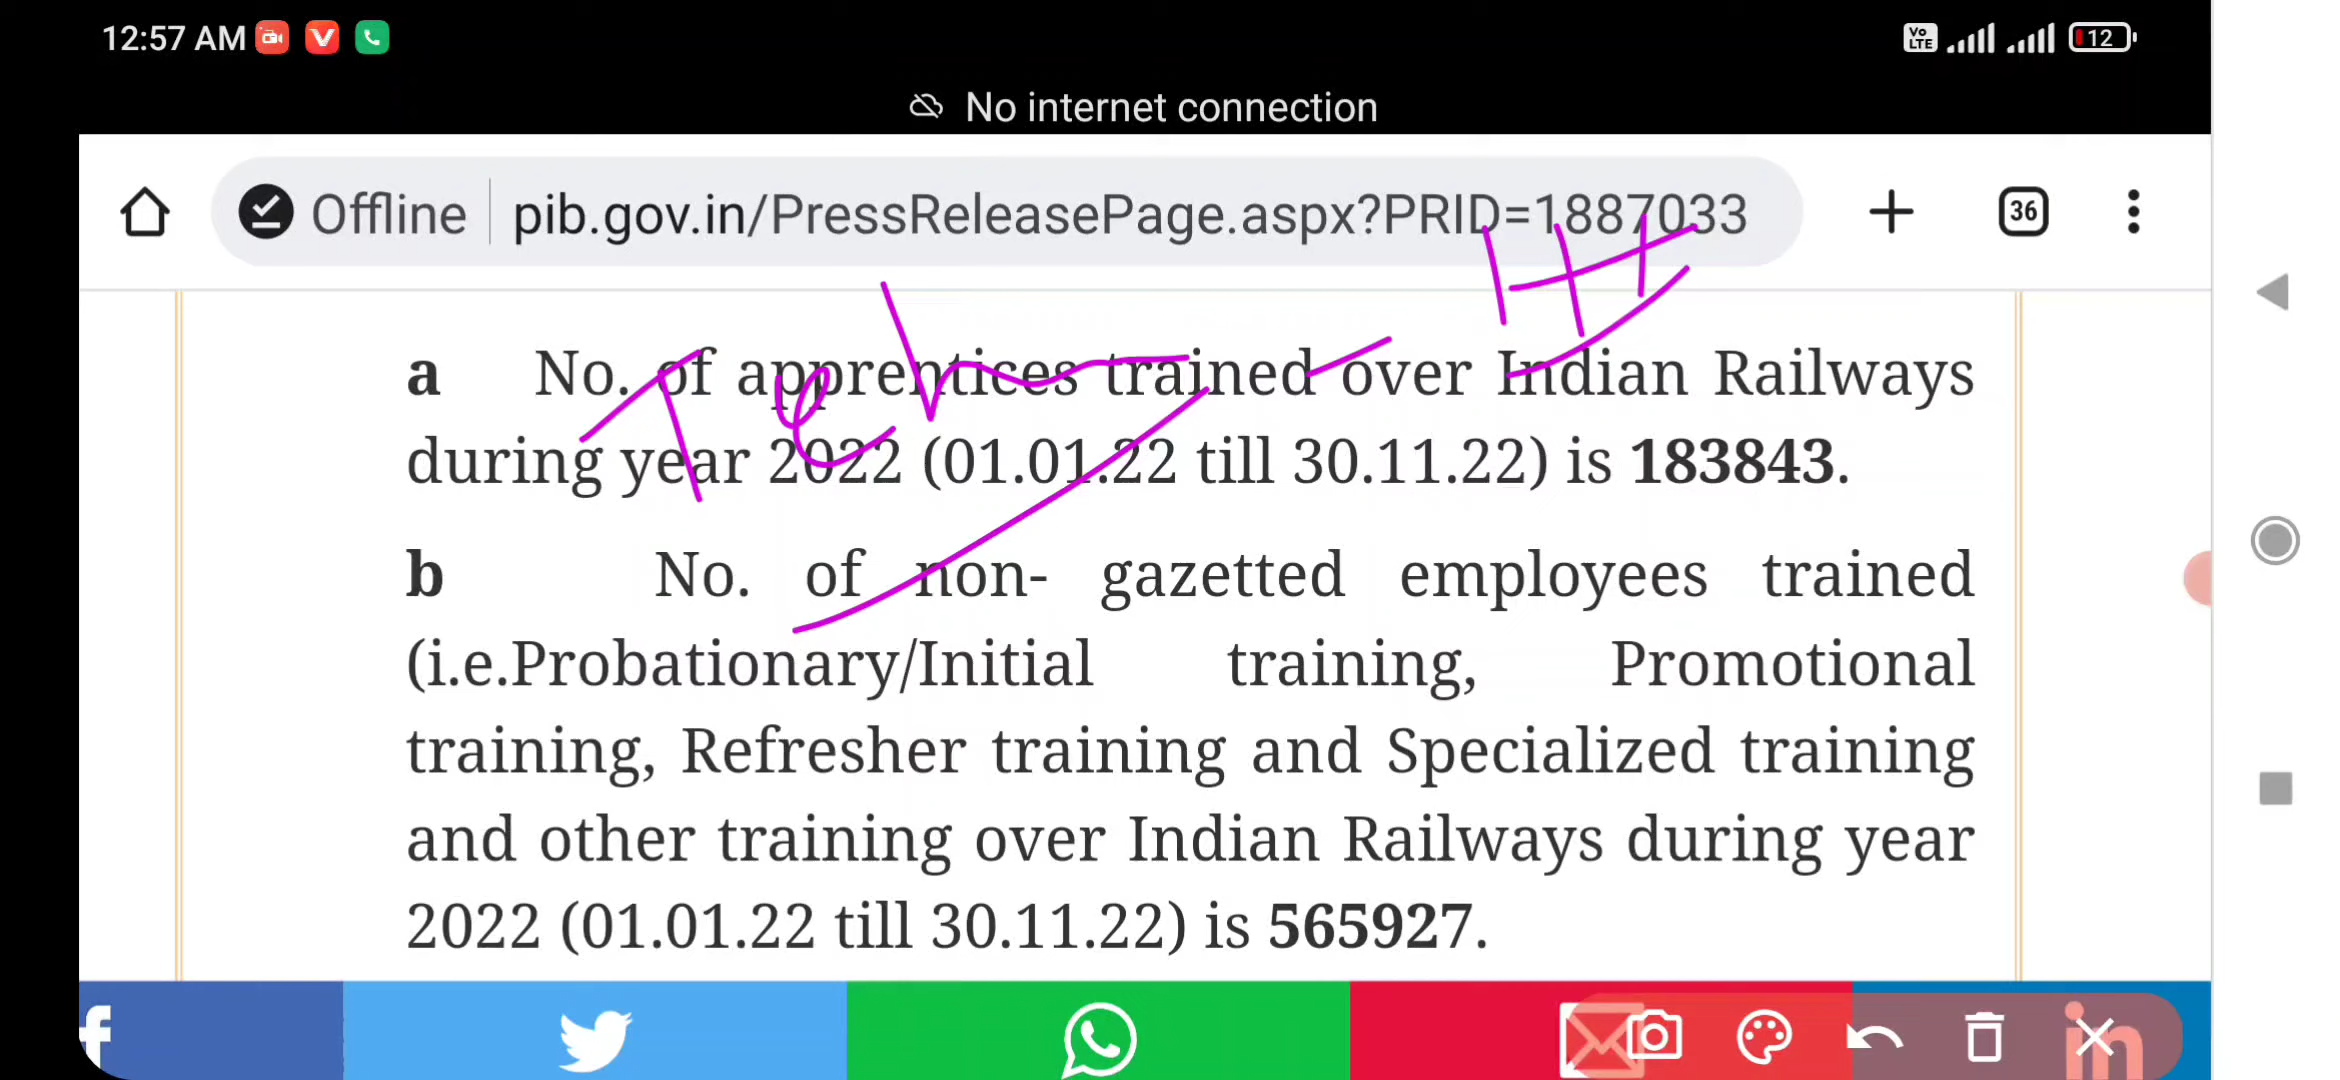 12:57 AM
Vo LTE
12
No internet connection
Offline pib.gov.in/PressReleasePage.aspx?PRID=1887033
36
a No. of apprentices trained over Indian Railways
during year 2022 (01.01.22 till 30.11.22) is 183843.
b No. of non- gazetted employees trained
(i.e.Probationary/Initial training, Promotional
training, Refresher training and Specialized training
and other training over Indian Railways during year
2022 (01.01.22 till 30.11.22) is 565927.